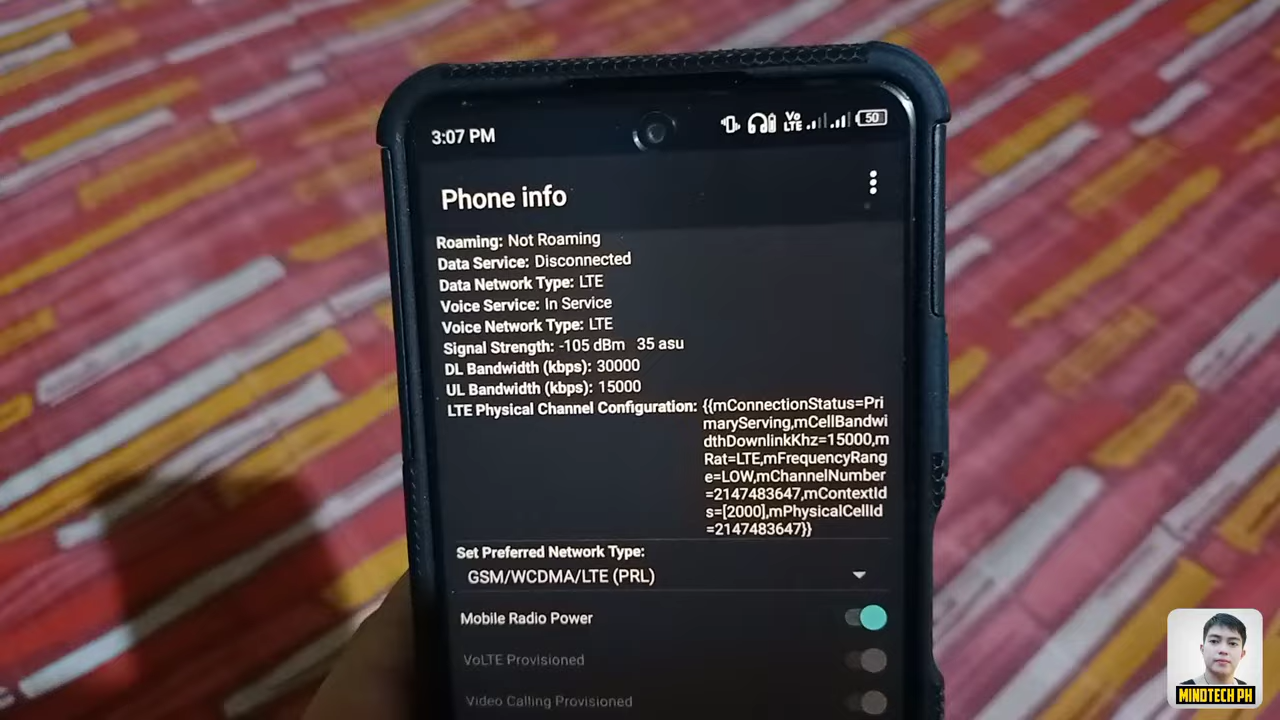 3:07 PM
Vo
LTE
50
Phone info
Roaming: Not Roaming
Data Service: Disconnected
Data Network Type: LTE
Voice Service: In Service
Voice Network Type: LTE
Signal Strength: -105 dBm 35 asu
DL Bandwidth (kbps): 30000
UL Bandwidth (kbps): 15000
LTE Physical Channel Configuration: {{mConnectionStatus=Pri
maryServing,mCellBandwi
dthDownlinkKhz=15000,m
Rat=LTE,mFrequencyRang
e=LOW,mChannelNumber
=2147483647,mContextId
s=[2000],mPhysicalCellId
=2147483647}}
Set Preferred Network Type:
GSM/WCDMA/LTE (PRL)
Mobile Radio Power
VoLTE Provisioned
Video Calling Provisioned
MINDTECH PH